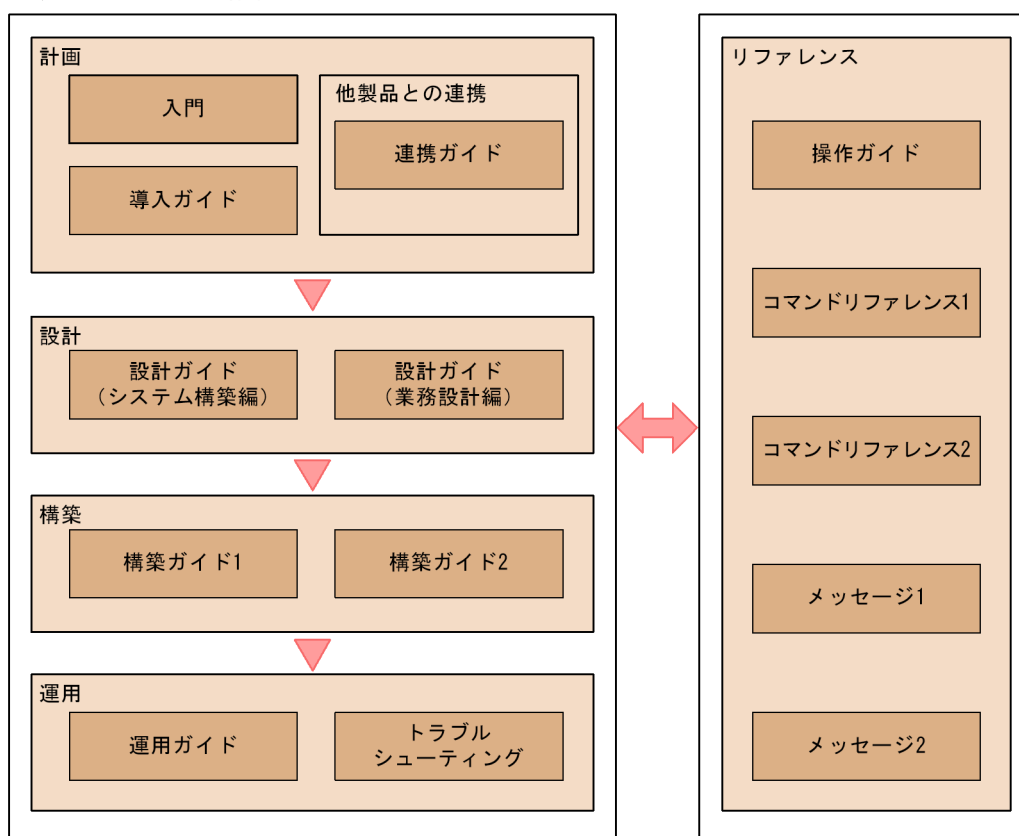 計画
入門
導入ガイド
他製品との連携
連携ガイド
設計
設計ガイド
（システム構築編）
設計ガイド
（業務設計編）
構築
構築ガイド1
構築ガイド2
運用
運用ガイド
トラブル
シューティング
リファレンス
操作ガイド
コマンドリファレンス1
コマンドリファレンス2
メッセージ1
メッセージ2